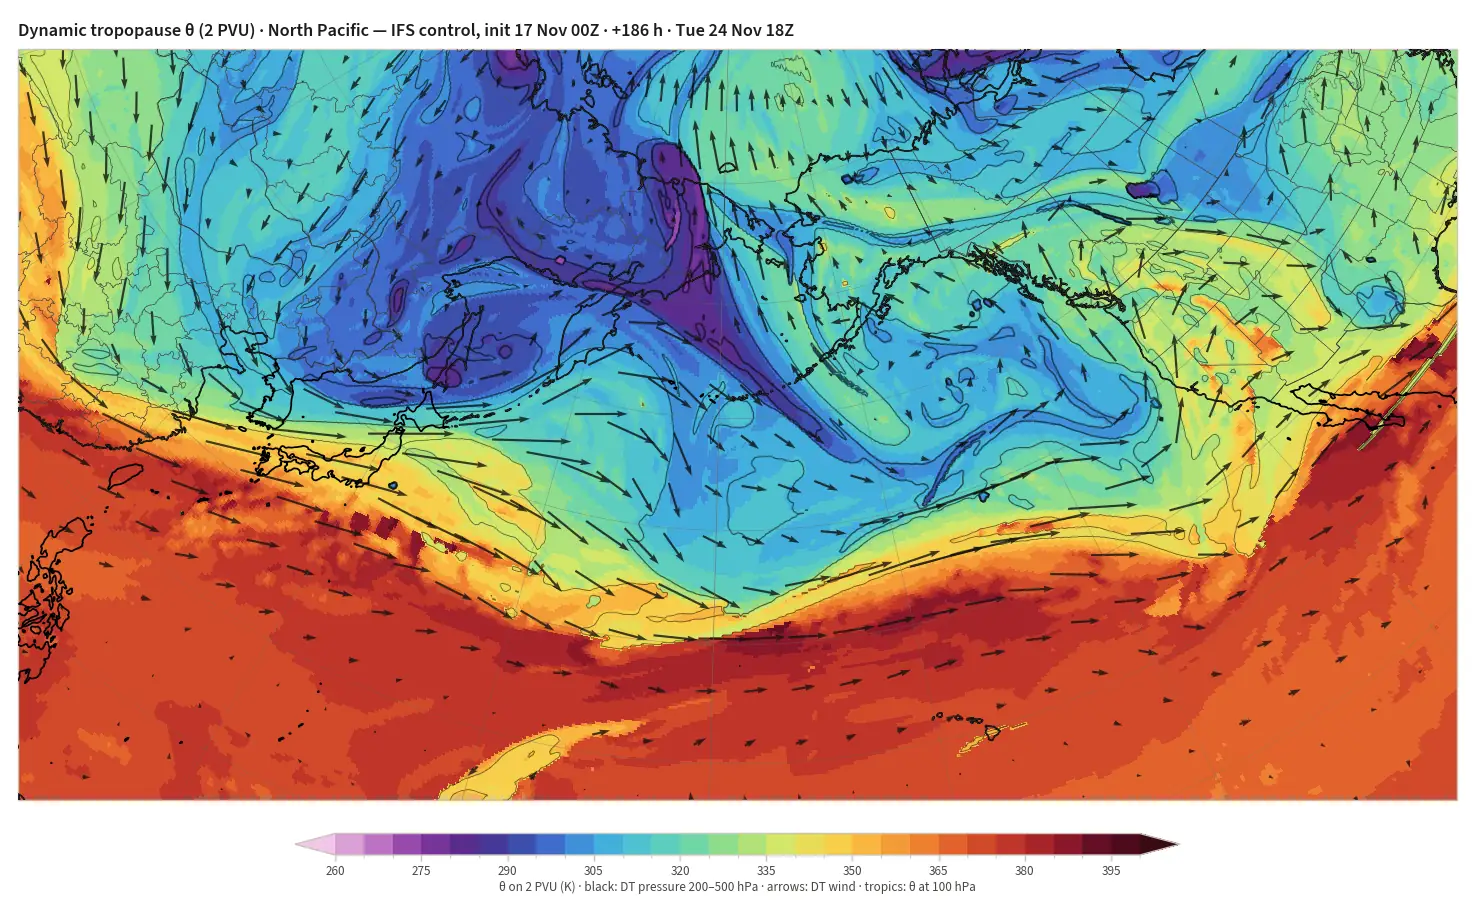 Dynamic tropopause θ (2 PVU) · North Pacific — IFS control, init 17 Nov 00Z · +186 h · Tue 24 Nov 18Z
260 275 290 305 320 335 350 365 380 395
θ on 2 PVU (K) · black: DT pressure 200–500 hPa · arrows: DT wind · tropics: θ at 100 hPa